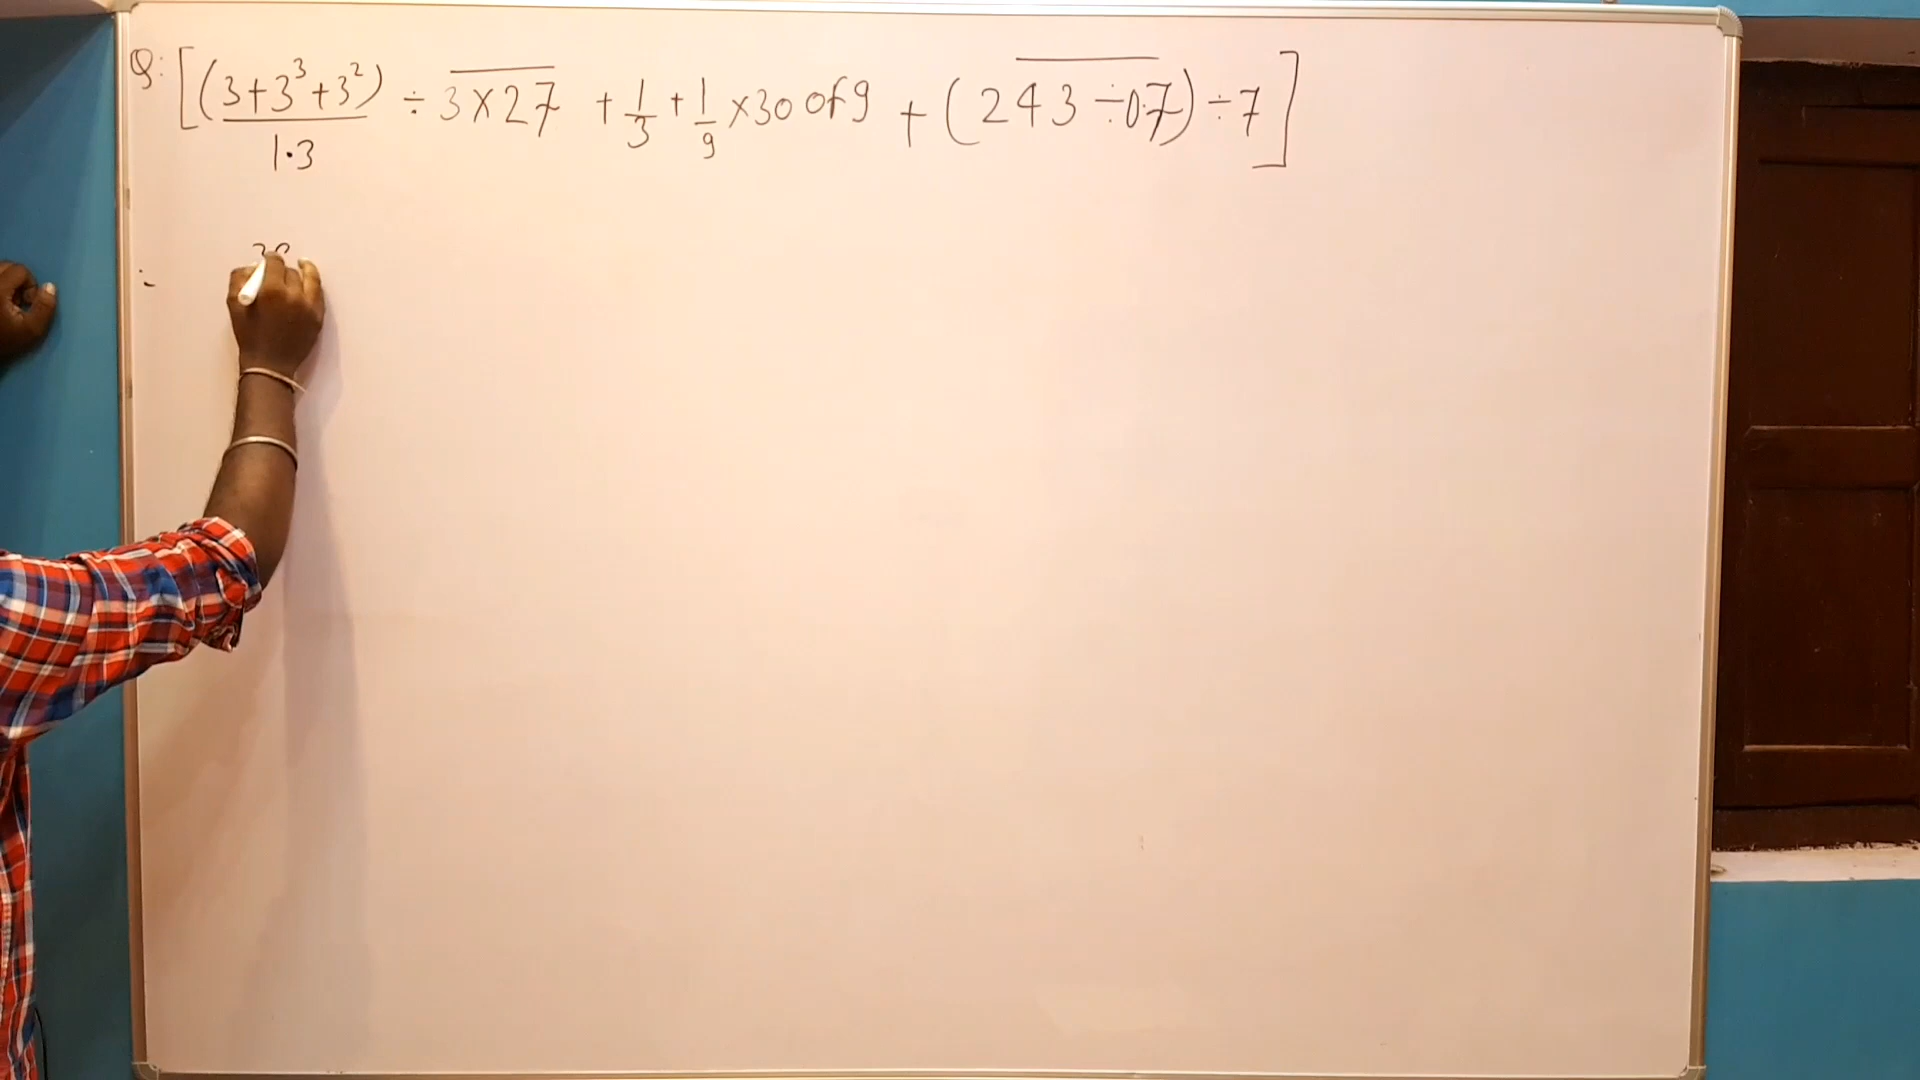 Q: [(3+3³+3²)/1.3 ÷ 3×27 + 1/3 + 1/9 ×30 of 9 + (243÷0.7)÷7]
=